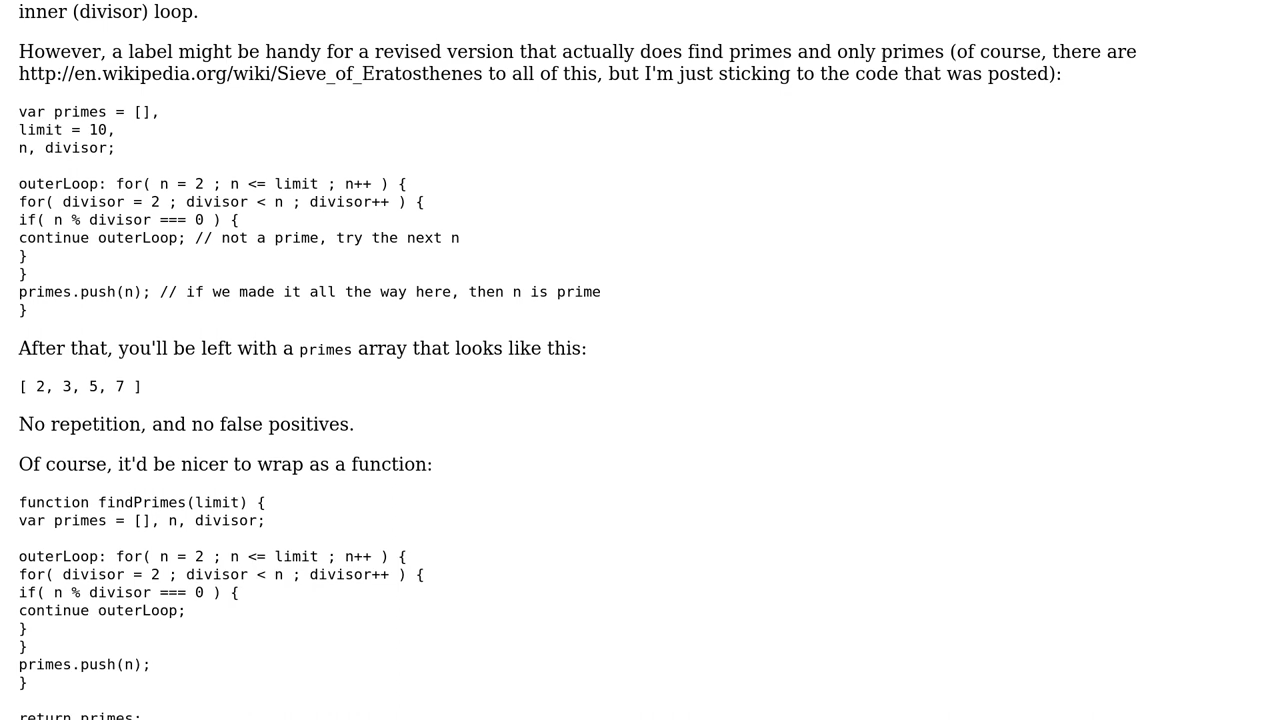 inner (divisor) loop.
However, a label might be handy for a revised version that actually does find primes and only primes (of course, there are
http://en.wikipedia.org/wiki/Sieve_of_Eratosthenes to all of this, but I'm just sticking to the code that was posted):
var primes = [],
limit = 10,
n, divisor;
outerLoop: for( n = 2 ; n <= limit ; n++ ) {
for( divisor = 2 ; divisor < n ; divisor++ ) {
if( n % divisor === 0 ) {
continue outerLoop; // not a prime, try the next n
}
}
primes.push(n); // if we made it all the way here, then n is prime
}
After that, you'll be left with a primes array that looks like this:
[ 2, 3, 5, 7 ]
No repetition, and no false positives.
Of course, it'd be nicer to wrap as a function:
function findPrimes(limit) {
var primes = [], n, divisor;
outerLoop: for( n = 2 ; n <= limit ; n++ ) {
for( divisor = 2 ; divisor < n ; divisor++ ) {
if( n % divisor === 0 ) {
continue outerLoop;
}
}
primes.push(n);
}
return primes;